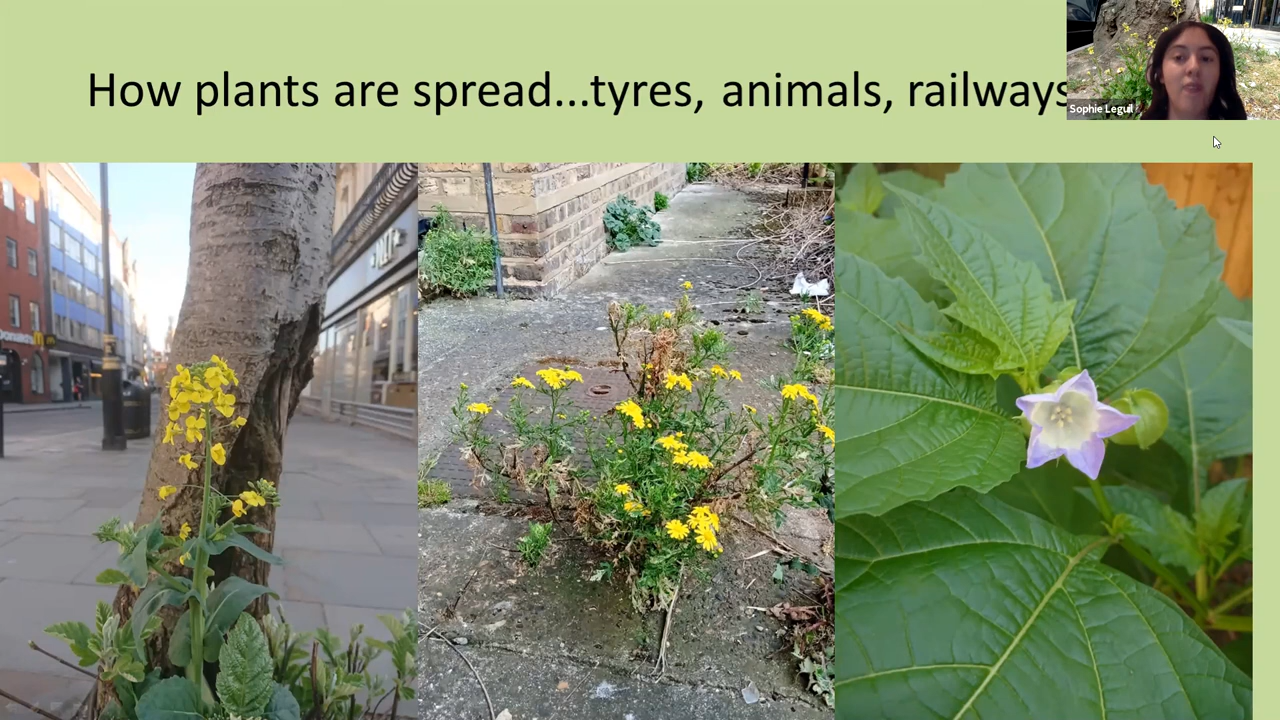 How plants are spread...tyres, animals, railways
Sophie Leguil